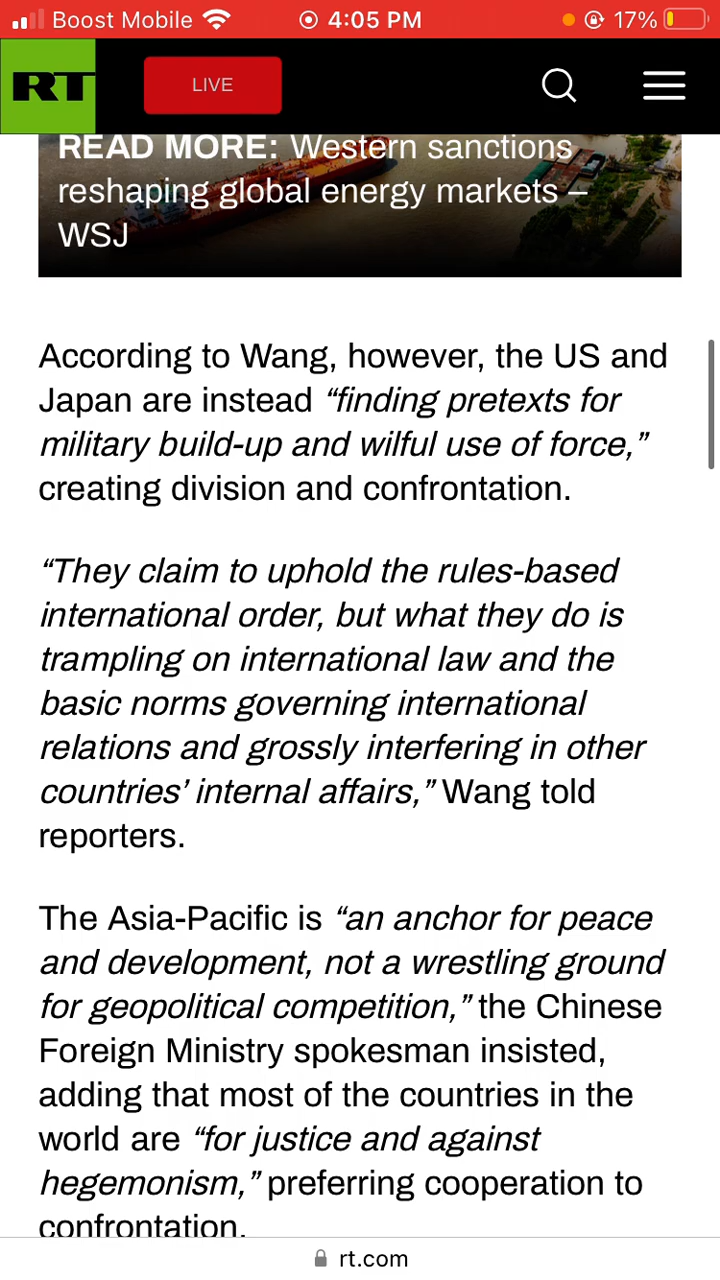 Boost Mobile 4:05 PM 17%
RT LIVE
READ MORE: Western sanctions
reshaping global energy markets –
WSJ
According to Wang, however, the US and
Japan are instead “finding pretexts for
military build-up and wilful use of force,”
creating division and confrontation.
“They claim to uphold the rules-based
international order, but what they do is
trampling on international law and the
basic norms governing international
relations and grossly interfering in other
countries’ internal affairs,” Wang told
reporters.
The Asia-Pacific is “an anchor for peace
and development, not a wrestling ground
for geopolitical competition,” the Chinese
Foreign Ministry spokesman insisted,
adding that most of the countries in the
world are “for justice and against
hegemonism,” preferring cooperation to
confrontation.
rt.com